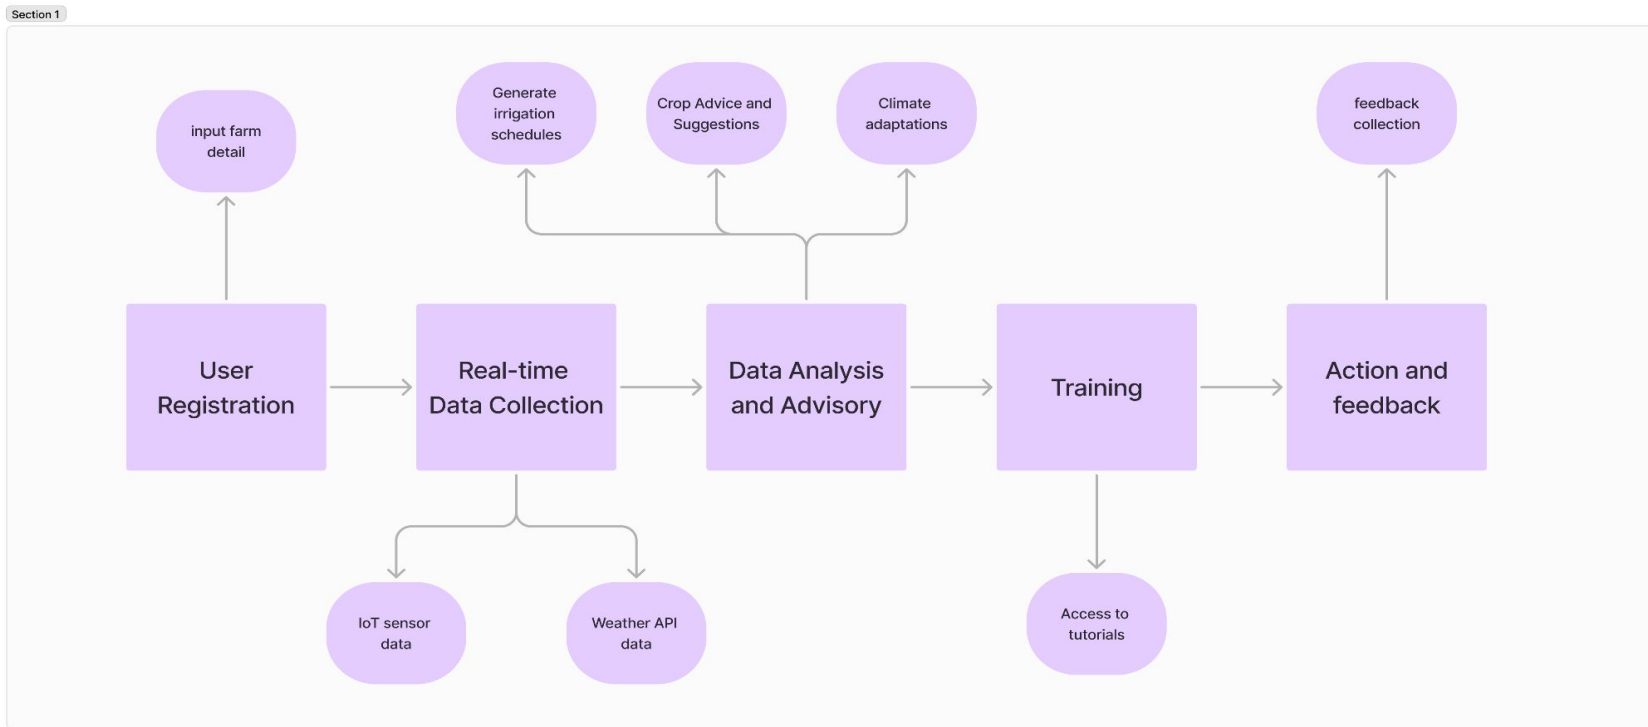 Section 1
input farm
detail
Generate
irrigation
schedules
Crop Advice and
Suggestions
Climate
adaptations
feedback
collection
User
Registration
Real-time
Data Collection
Data Analysis
and Advisory
Training
Action and
feedback
IoT sensor
data
Weather API
data
Access to
tutorials